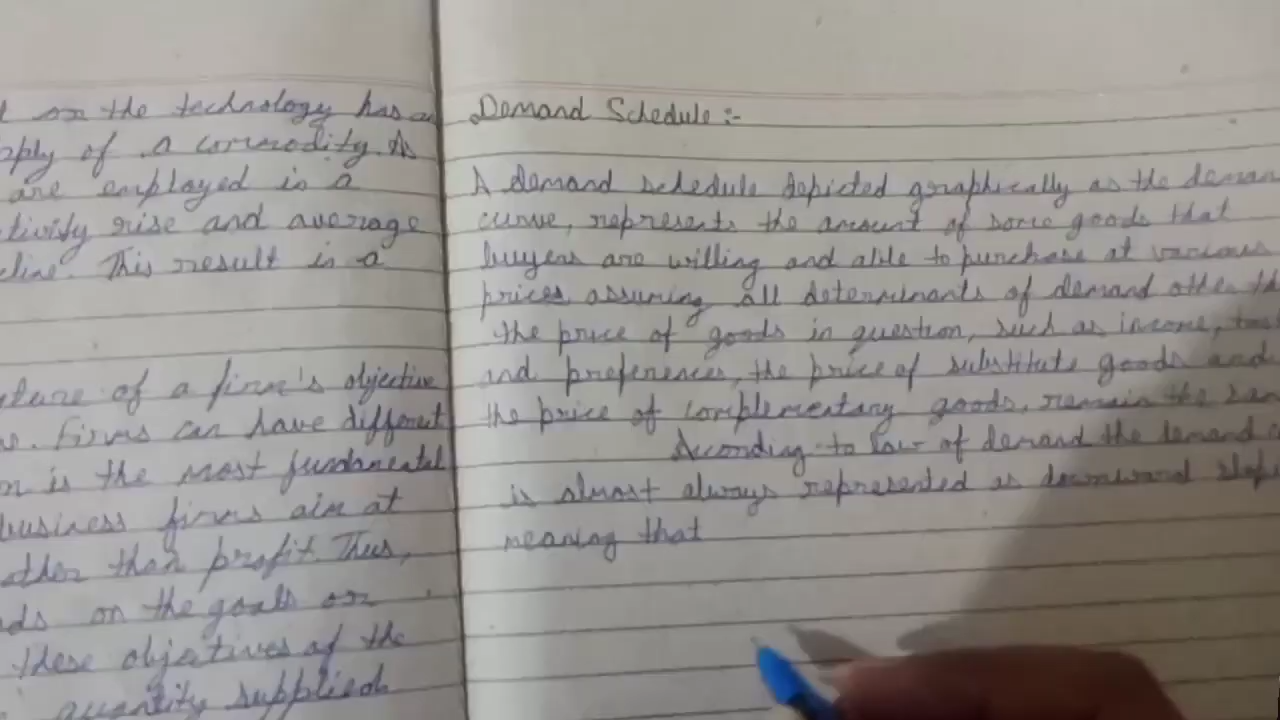 on the technology has a
of a commodity. As
are employed in a
rise and average
This result is a
of a firm's objective
Firms can have different
is the most fundamental
business firms aim at
than profit. Thus,
on the goals or
these objectives of the
quantity supplied
Demand Schedule :-
A demand schedule depicted graphically as the deman
curve, represents the amount of some goods that
buyers are willing and able to purchase at various
prices, assuming all determinants of demand other th
the price of goods in question, such as income,
and preferences, the price of substitute goods and
the price of complementary goods, remain the
According to law of demand the demand
is almost always represented as downward slop
meaning that